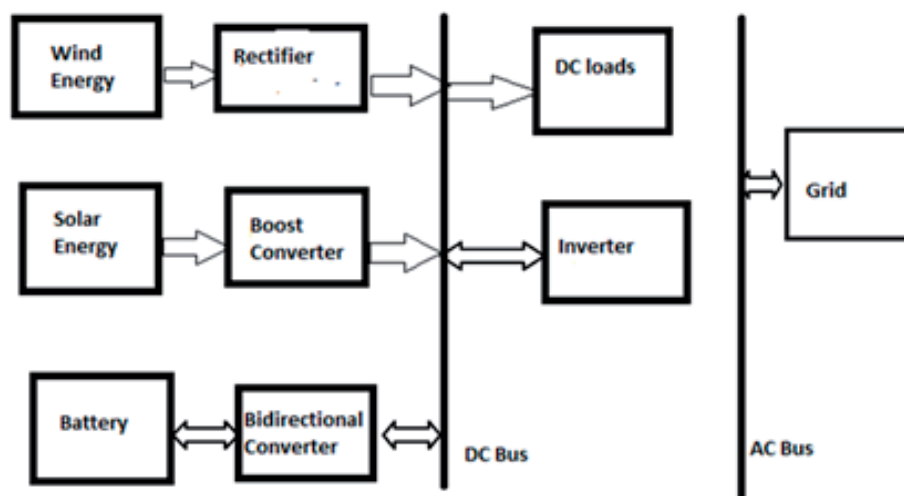 Wind
Energy
Rectifier
DC loads
Solar
Energy
Boost
Converter
Inverter
Grid
Battery
Bidirectional
Converter
DC Bus
AC Bus